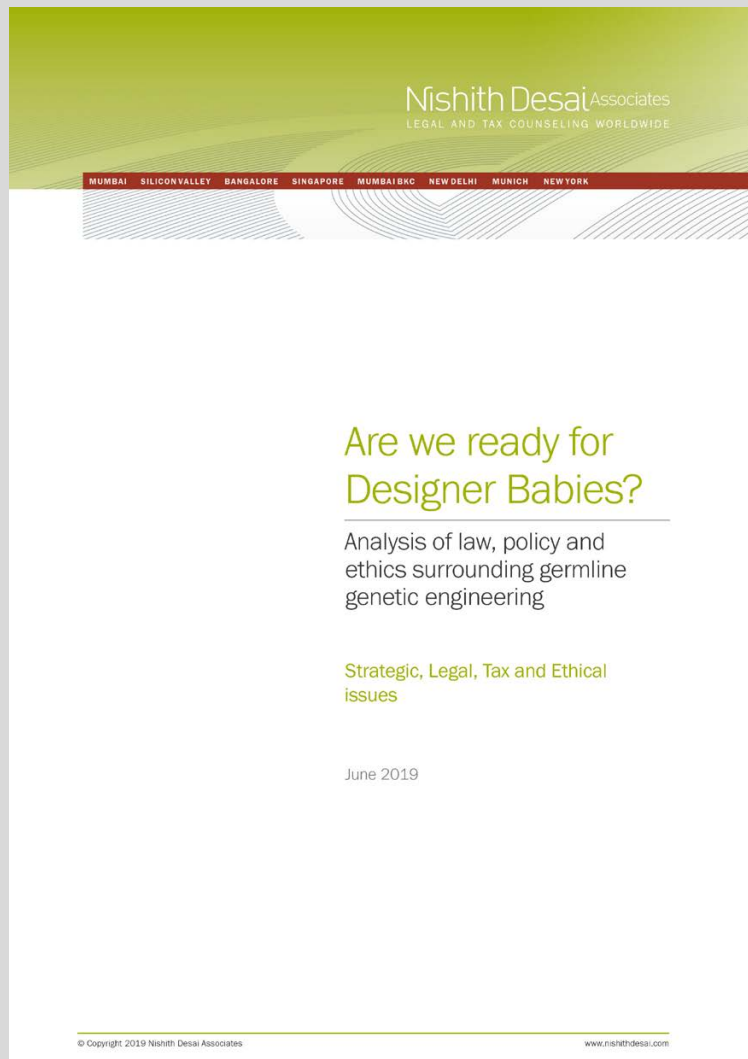 Nishith Desai Associates
LEGAL AND TAX COUNSELING WORLDWIDE
MUMBAI SILICON VALLEY BANGALORE SINGAPORE MUMBAI BKC NEW DELHI MUNICH NEW YORK
Are we ready for
Designer Babies?
Analysis of law, policy and
ethics surrounding germline
genetic engineering
Strategic, Legal, Tax and Ethical
issues
June 2019
© Copyright 2019 Nishith Desai Associates www.nishithdesai.com